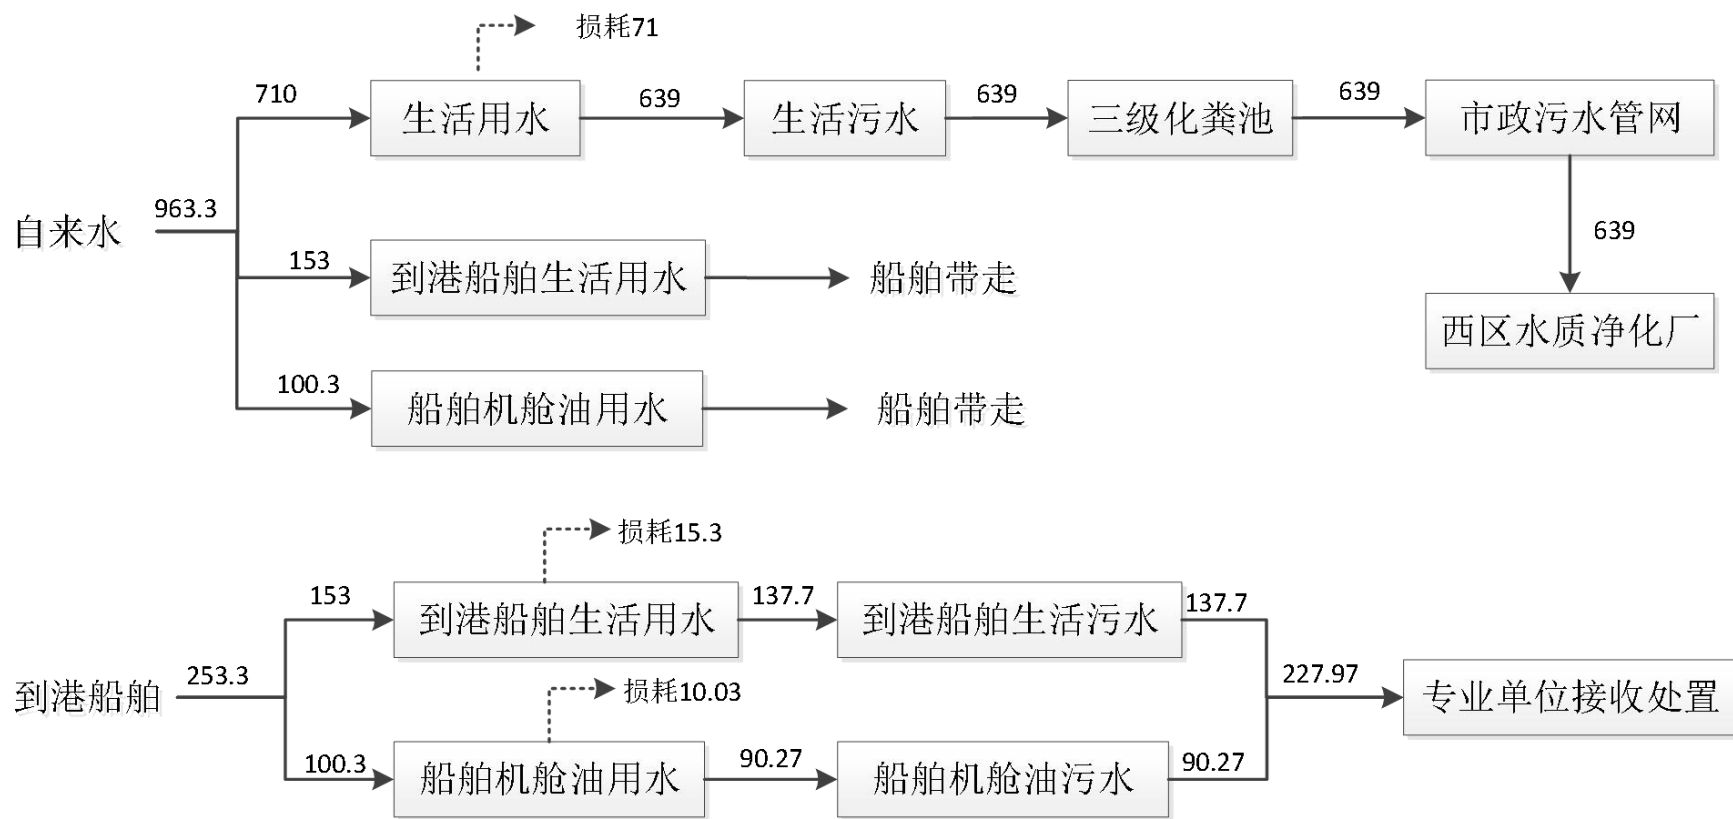 损耗71
710
生活用水
639
生活污水
639
三级化粪池
639
市政污水管网
自来水
963.3
639
153
到港船舶生活用水
船舶带走
西区水质净化厂
100.3
船舶机舱油用水
船舶带走
损耗15.3
153
到港船舶生活用水
137.7
到港船舶生活污水
137.7
到港船舶
253.3
损耗10.03
227.97
专业单位接收处置
100.3
船舶机舱油用水
90.27
船舶机舱油污水
90.27